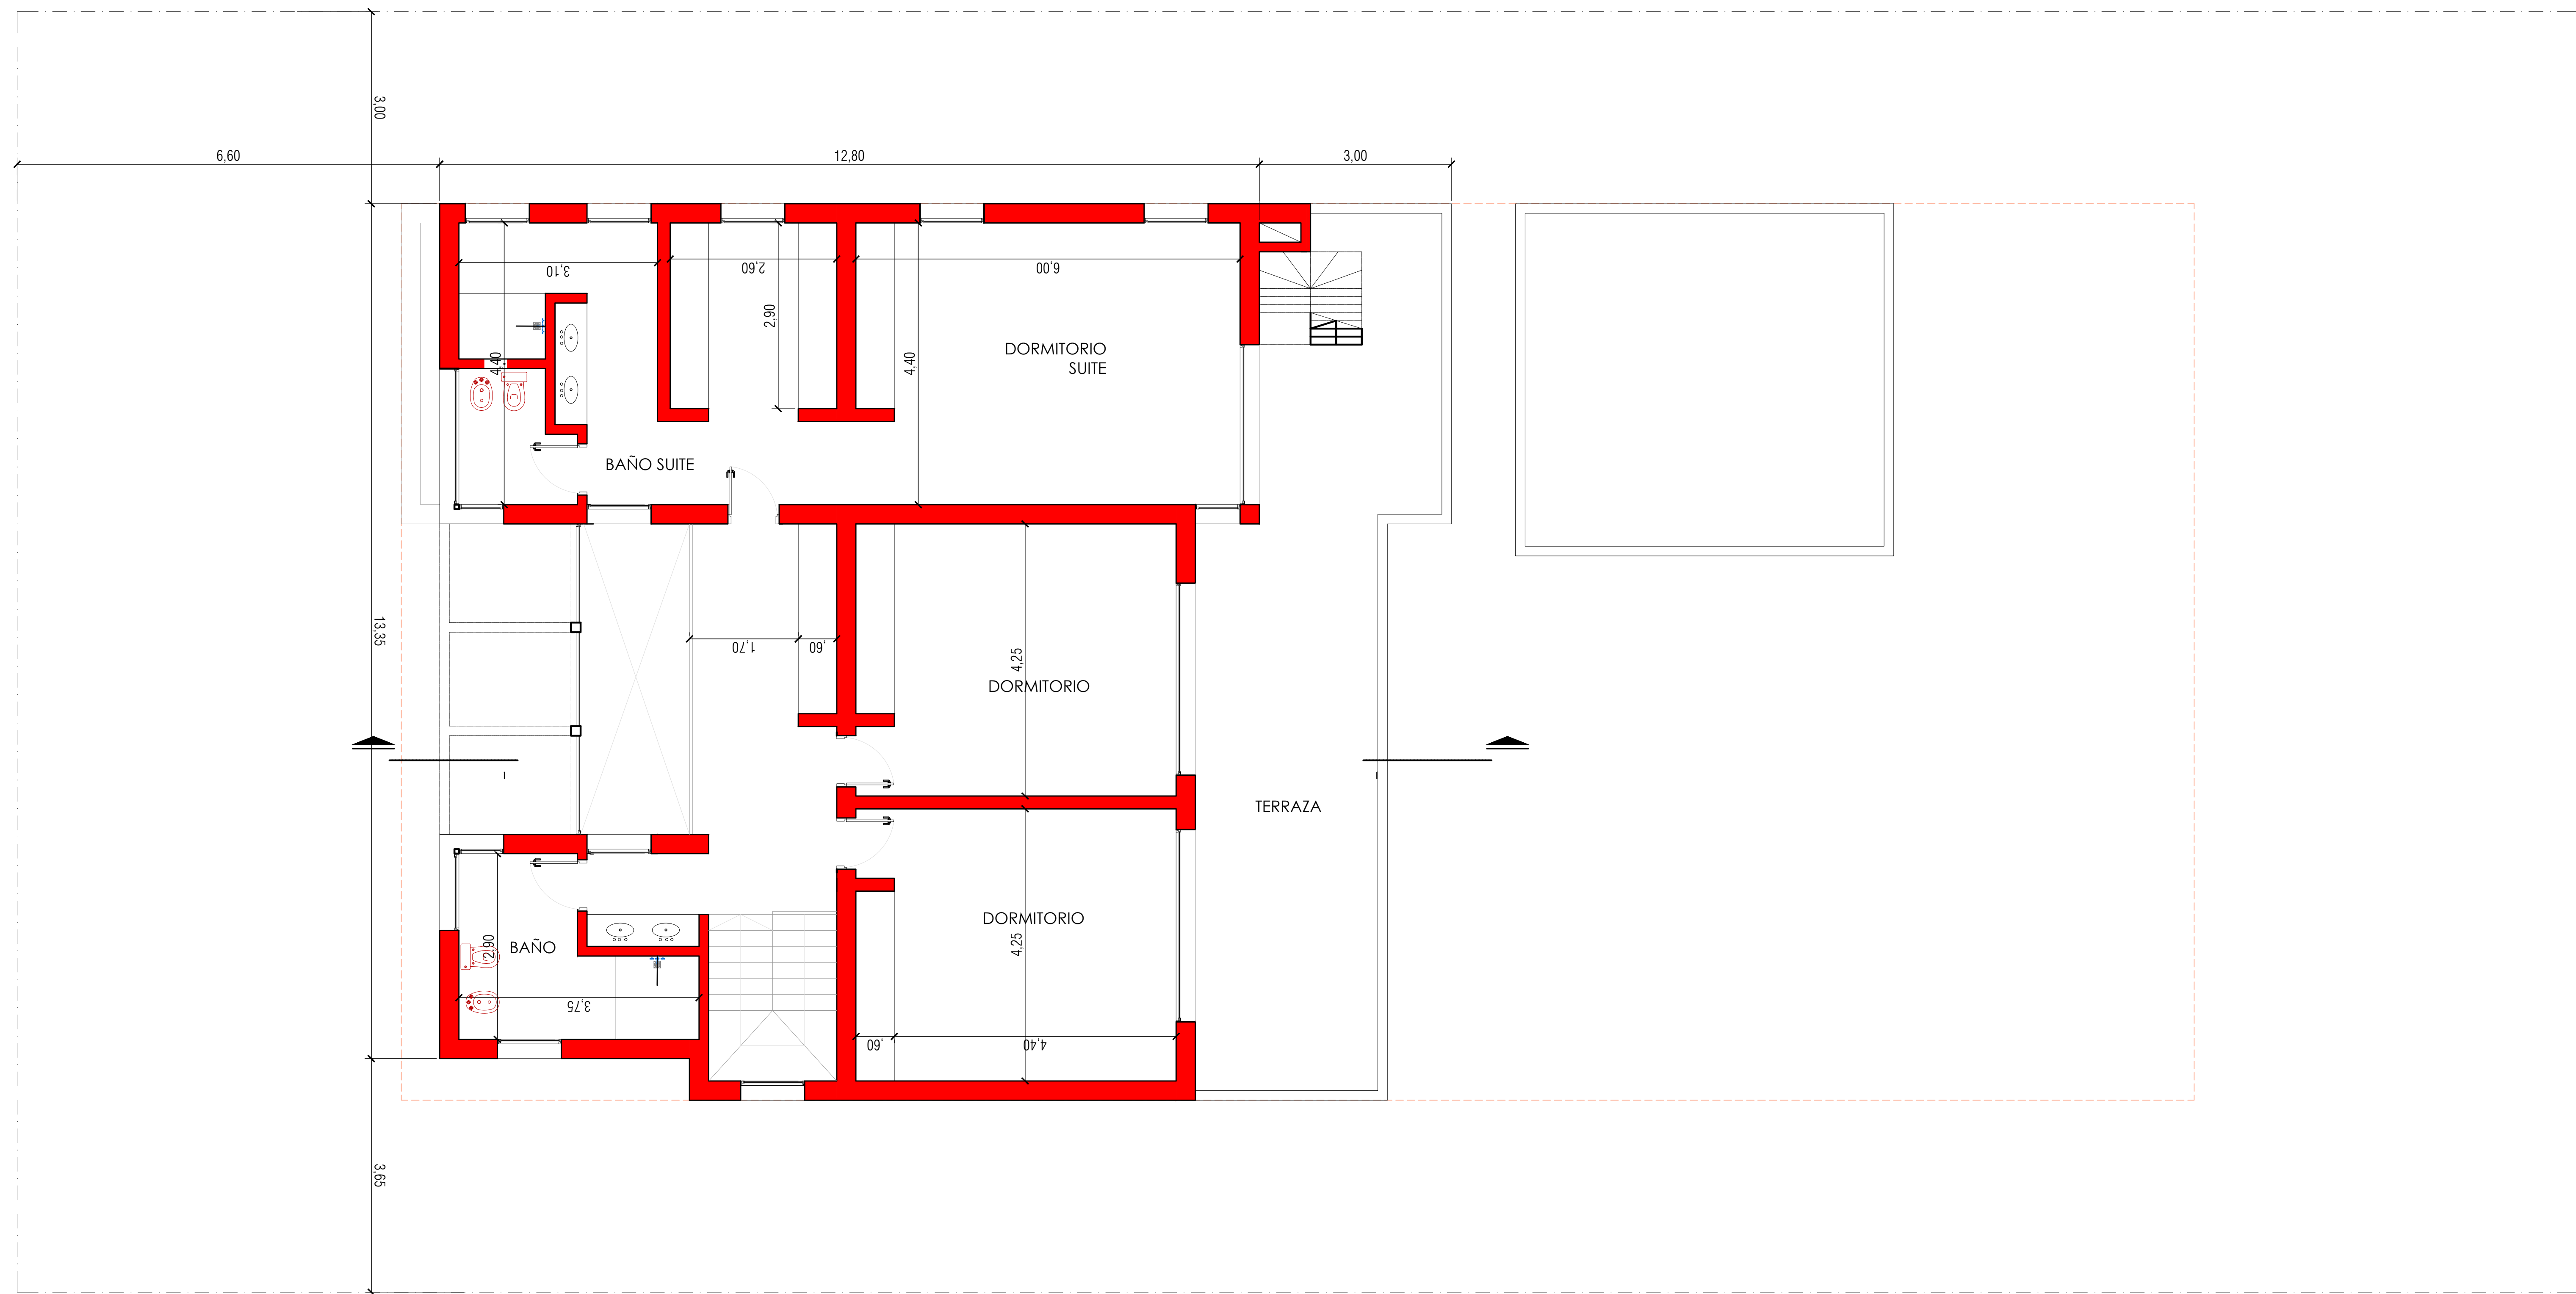 3,00
6,60
12,80
3,00
3,10
2,60
6,00
2,90
4,40
4,40
DORMITORIO
SUITE
BAÑO SUITE
13,35
1,70
,60
4,25
DORMITORIO
TERRAZA
DORMITORIO
4,25
BAÑO
2,90
3,75
,60
4,40
3,65